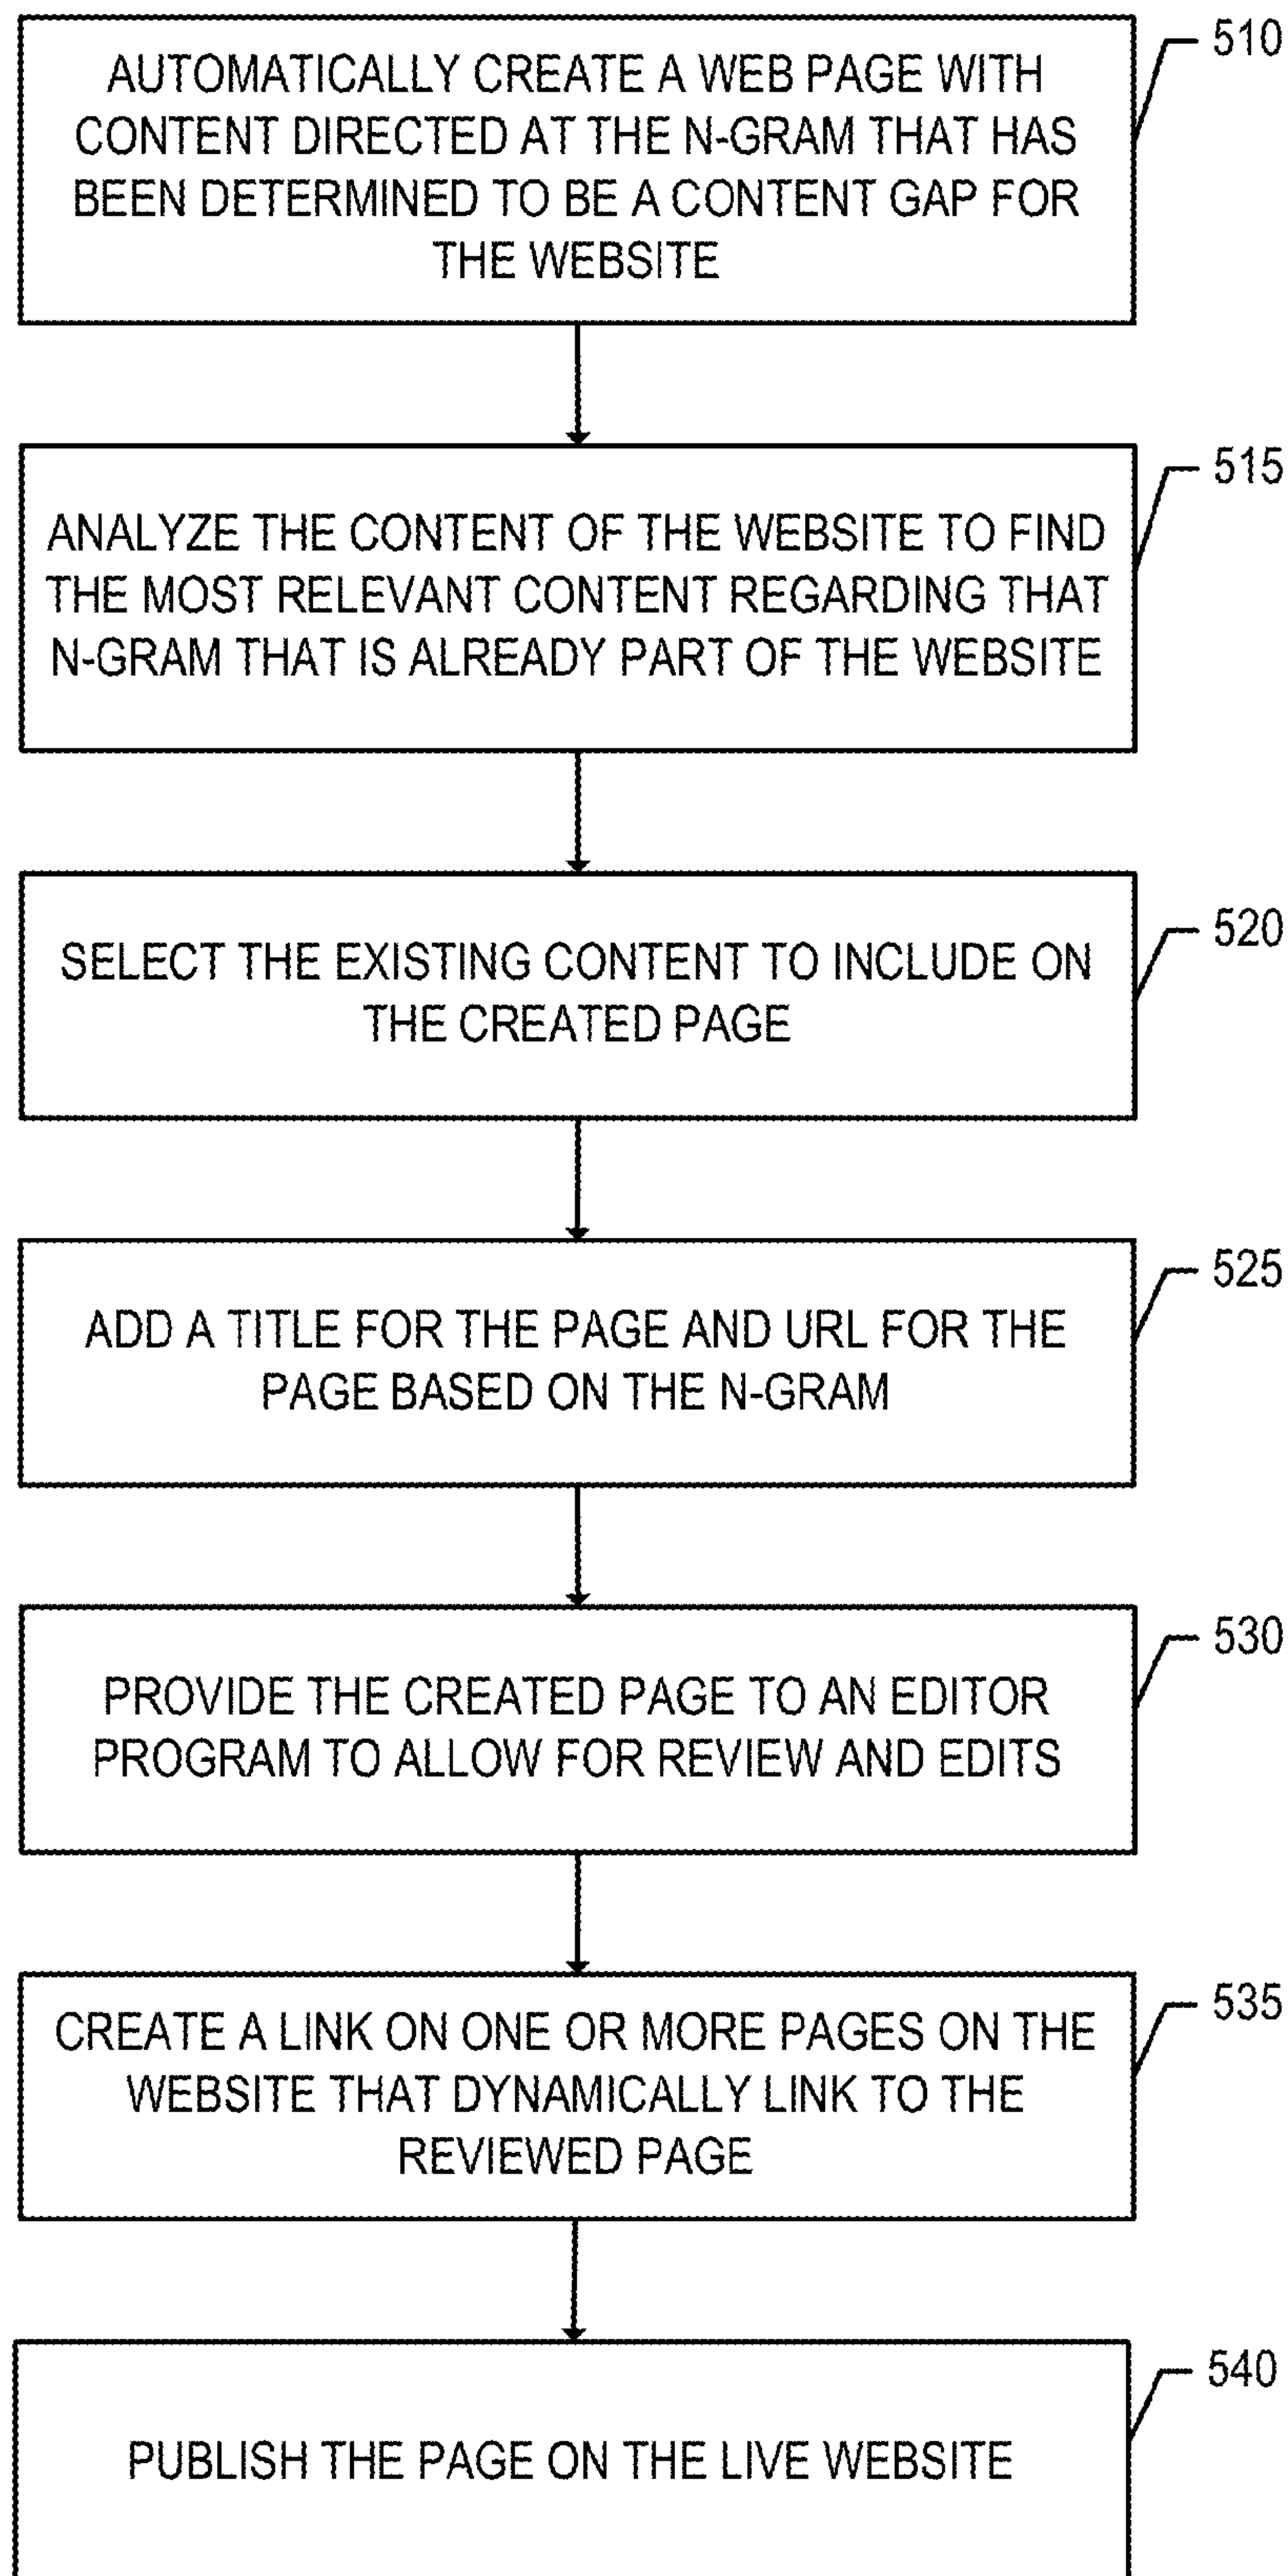 510
AUTOMATICALLY CREATE A WEB PAGE WITH
CONTENT DIRECTED AT THE N-GRAM THAT HAS
BEEN DETERMINED TO BE A CONTENT GAP FOR
THE WEBSITE
515
ANALYZE THE CONTENT OF THE WEBSITE TO FIND
THE MOST RELEVANT CONTENT REGARDING THAT
N-GRAM THAT IS ALREADY PART OF THE WEBSITE
520
SELECT THE EXISTING CONTENT TO INCLUDE ON
THE CREATED PAGE
525
ADD A TITLE FOR THE PAGE AND URL FOR THE
PAGE BASED ON THE N-GRAM
530
PROVIDE THE CREATED PAGE TO AN EDITOR
PROGRAM TO ALLOW FOR REVIEW AND EDITS
535
CREATE A LINK ON ONE OR MORE PAGES ON THE
WEBSITE THAT DYNAMICALLY LINK TO THE
REVIEWED PAGE
540
PUBLISH THE PAGE ON THE LIVE WEBSITE